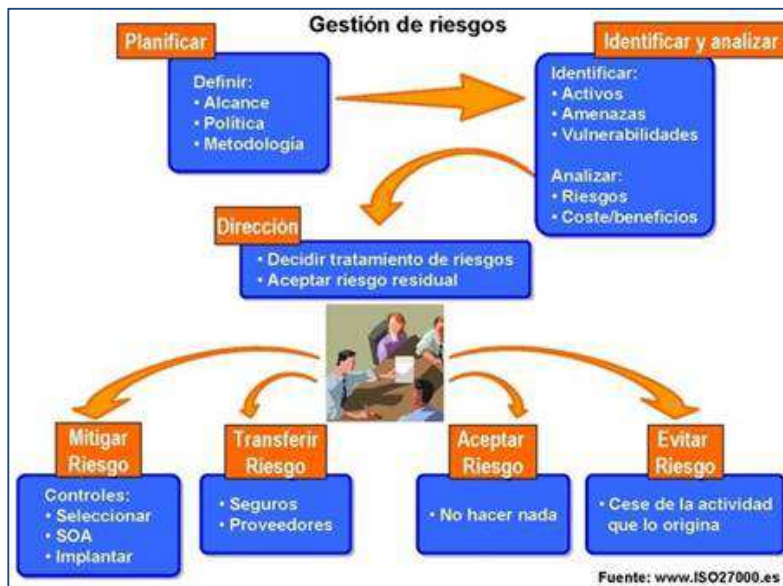 Gestión de riesgos
Planificar
Definir:
• Alcance
• Política
• Metodología
Identificar y analizar
Identificar:
• Activos
• Amenazas
• Vulnerabilidades
Analizar:
• Riesgos
• Coste/beneficios
Dirección
• Decidir tratamiento de riesgos
• Aceptar riesgo residual
Mitigar
Riesgo
Controles:
• Seleccionar
• SOA
• Implantar
Transferir
Riesgo
• Seguros
• Proveedores
Aceptar
Riesgo
• No hacer nada
Evitar
Riesgo
• Cese de la actividad
que lo origina
Fuente: www.ISO27000.es